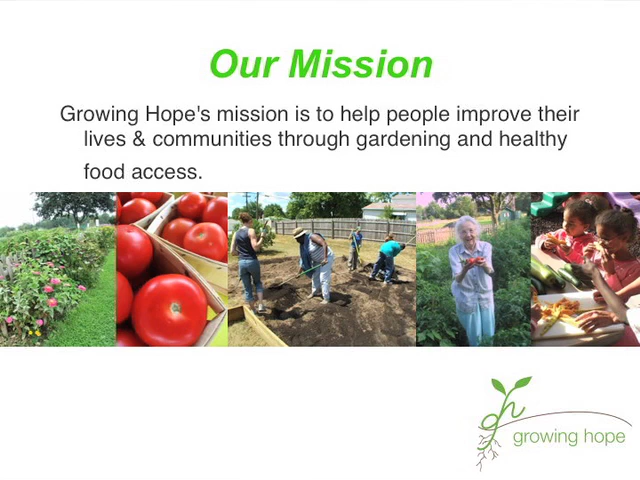 Our Mission
Growing Hope's mission is to help people improve their
lives & communities through gardening and healthy
food access.
gh
growing hope